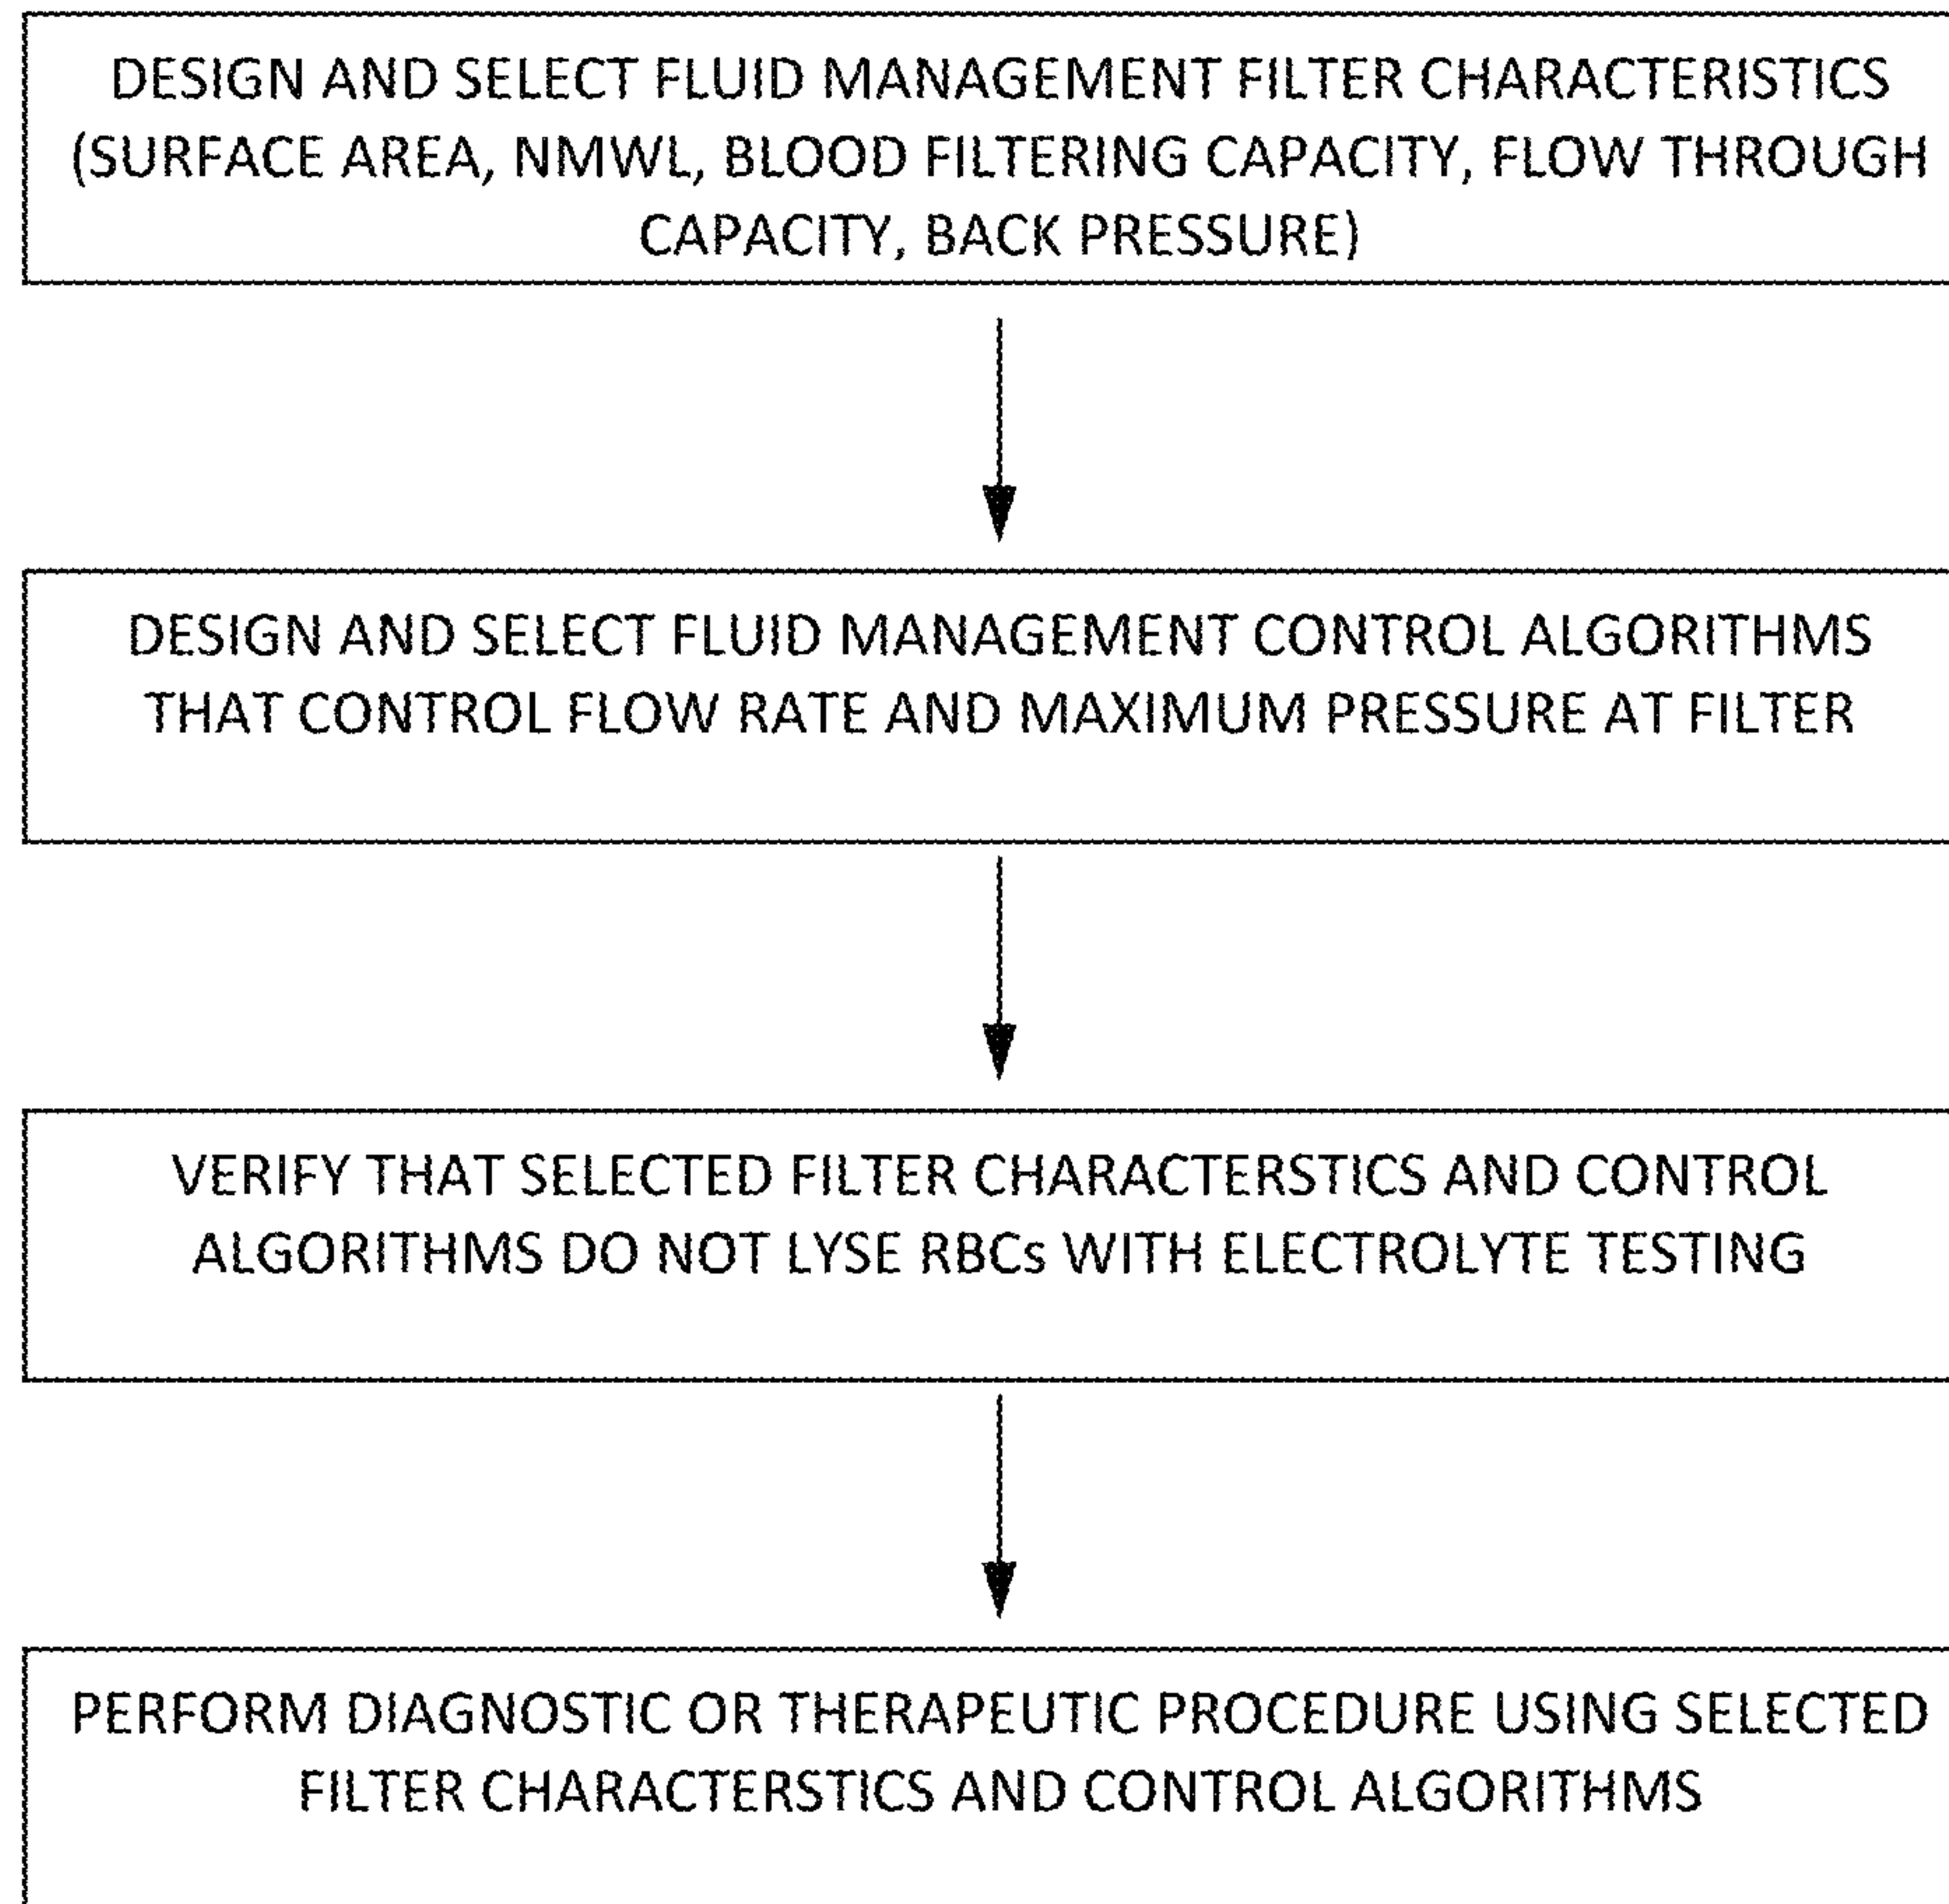 DESIGN AND SELECT FLUID MANAGEMENT FILTER CHARACTERISTICS
(SURFACE AREA, NMWL, BLOOD FILTERING CAPACITY, FLOW THROUGH
CAPACITY, BACK PRESSURE)
DESIGN AND SELECT FLUID MANAGEMENT CONTROL ALGORITHMS
THAT CONTROL FLOW RATE AND MAXIMUM PRESSURE AT FILTER
VERIFY THAT SELECTED FILTER CHARACTERSTICS AND CONTROL
ALGORITHMS DO NOT LYSE RBCs WITH ELECTROLYTE TESTING
PERFORM DIAGNOSTIC OR THERAPEUTIC PROCEDURE USING SELECTED
FILTER CHARACTERSTICS AND CONTROL ALGORITHMS